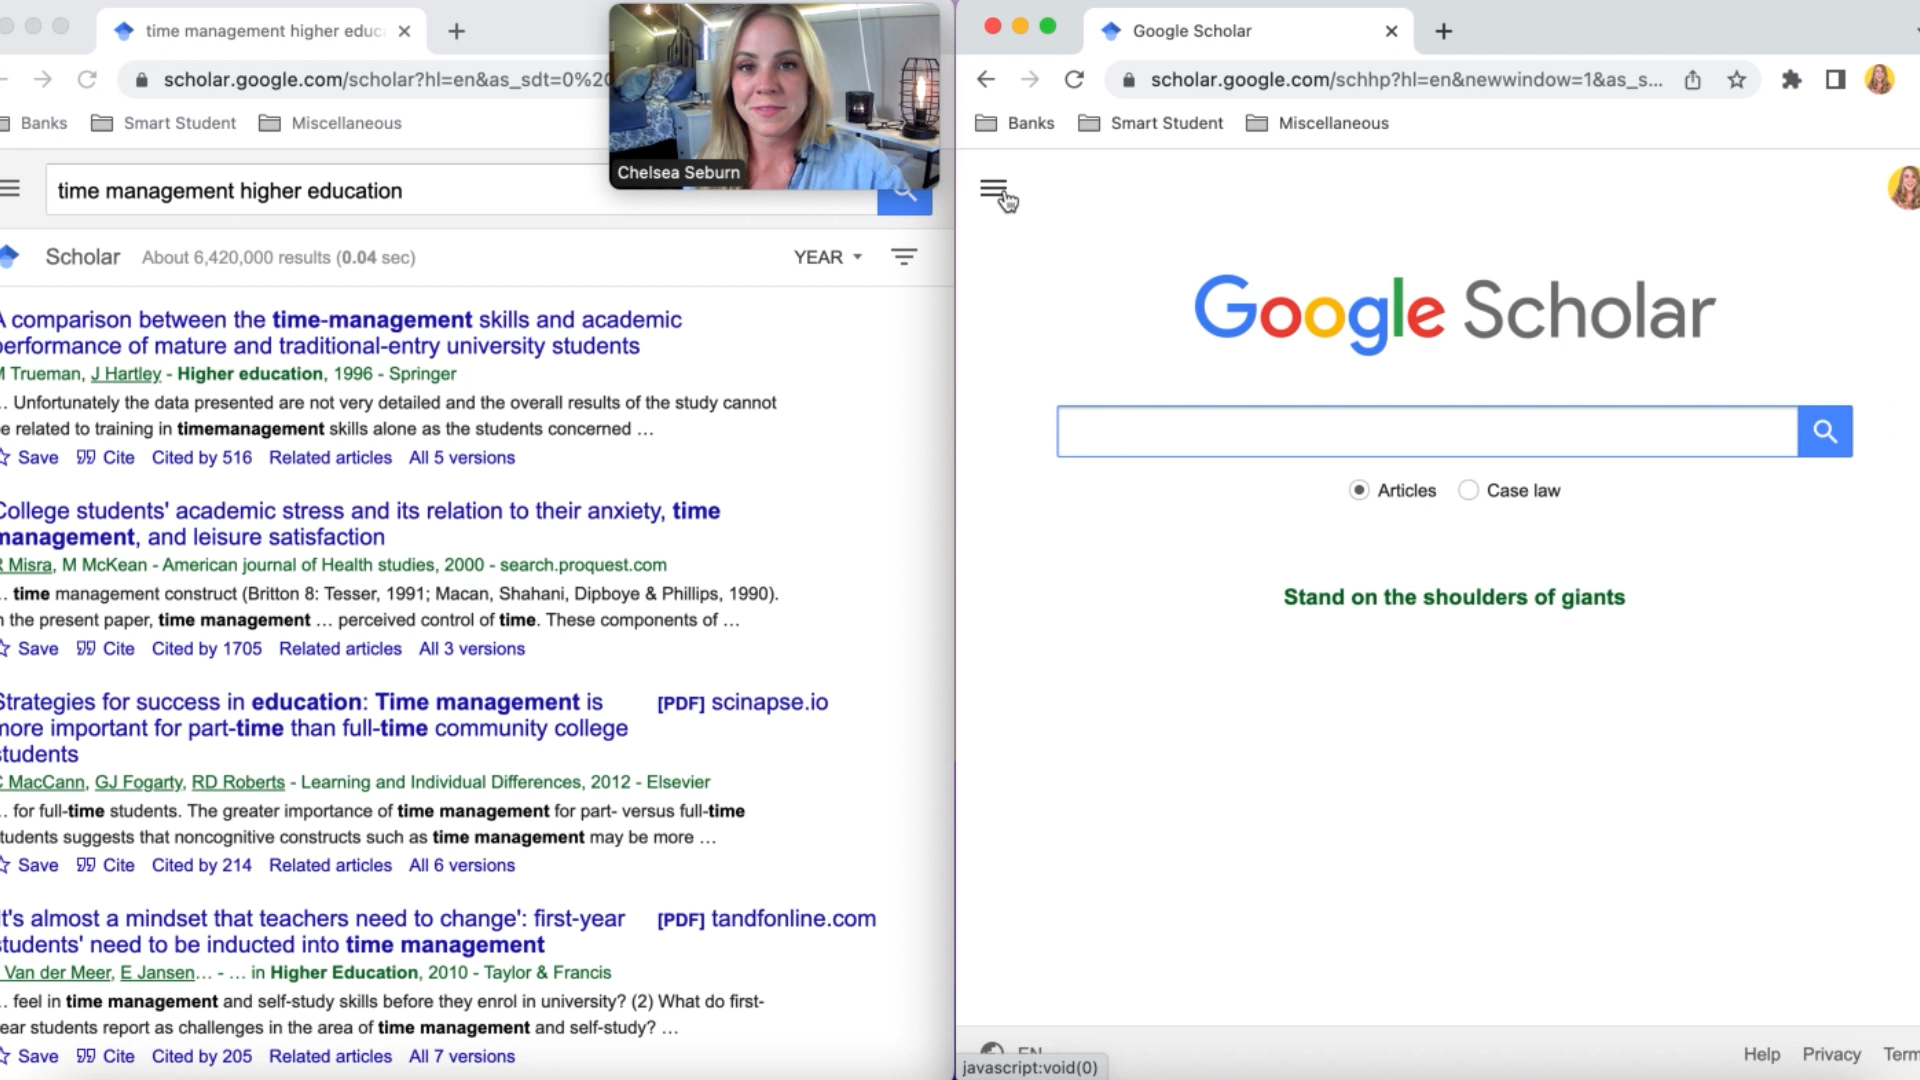 time management higher educ
scholar.google.com/scholar?hl=en&as_sdt=0%2
Banks
Smart Student
Miscellaneous
Chelsea Seburn
time management higher education
Scholar
About 6,420,000 results (0.04 sec)
YEAR
A comparison between the time-management skills and academic
performance of mature and traditional-entry university students
M Trueman, J Hartley - Higher education, 1996 - Springer
.. Unfortunately the data presented are not very detailed and the overall results of the study cannot
e related to training in timemanagement skills alone as the students concerned …
Save
Cite
Cited by 516
Related articles
All 5 versions
College students' academic stress and its relation to their anxiety, time
management, and leisure satisfaction
R Misra, M McKean - American journal of Health studies, 2000 - search.proquest.com
.. time management construct (Britton 8: Tesser, 1991; Macan, Shahani, Dipboye & Phillips, 1990).
n the present paper, time management … perceived control of time. These components of …
Save
Cite
Cited by 1705
Related articles
All 3 versions
Strategies for success in education: Time management is
more important for part-time than full-time community college
students
[PDF] scinapse.io
C MacCann, GJ Fogarty, RD Roberts - Learning and Individual Differences, 2012 - Elsevier
.. for full-time students. The greater importance of time management for part- versus full-time
tudents suggests that noncognitive constructs such as time management may be more …
Save
Cite
Cited by 214
Related articles
All 6 versions
It's almost a mindset that teachers need to change': first-year
students' need to be inducted into time management
[PDF] tandfonline.com
Van der Meer, E Jansen… - … in Higher Education, 2010 - Taylor & Francis
.. feel in time management and self-study skills before they enrol in university? (2) What do first-
ear students report as challenges in the area of time management and self-study? …
Save
Cite
Cited by 205
Related articles
All 7 versions
Google Scholar
scholar.google.com/schhp?hl=en&newwindow=1&as_s...
Banks
Smart Student
Miscellaneous
Google Scholar
Articles
Case law
Stand on the shoulders of giants
EN
Help
Privacy
Term
javascript:void(0)